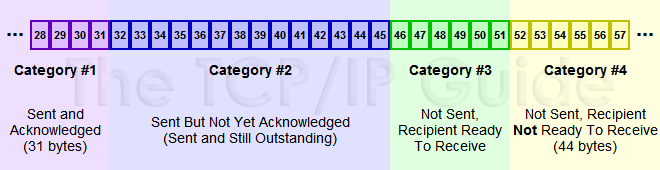 ... 28 29 30 31 32 33 34 35 36 37 38 39 40 41 42 43 44 45 46 47 48 49 50 51 52 53 54 55 56 57 ...
Category #1 Category #2 Category #3 Category #4
The TCP/IP Guide
Sent and
Acknowledged
(31 bytes)
Sent But Not Yet Acknowledged
(Sent and Still Outstanding)
Not Sent,
Recipient Ready
To Receive
Not Sent, Recipient
Not Ready To Receive
(44 bytes)